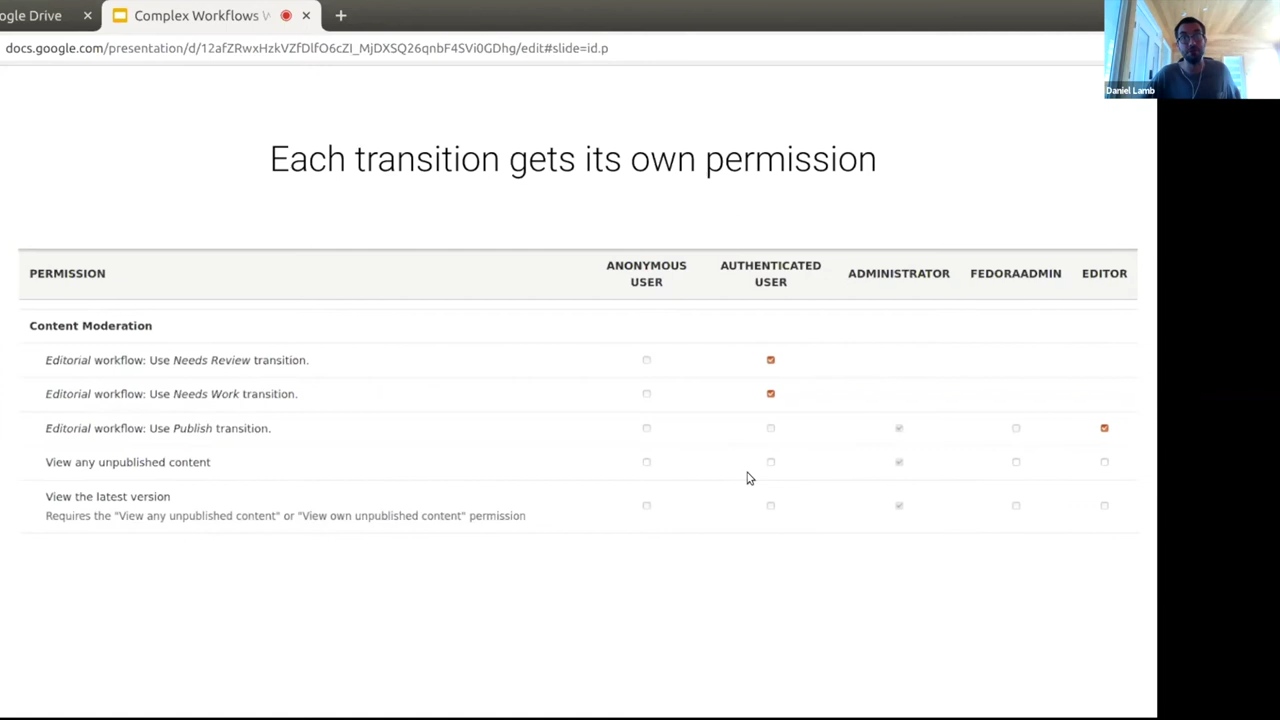 ogle Drive
Complex Workflows W
docs.google.com/presentation/d/12afZRwxHzkVZfDlfO6cZI_MjDXSQ26qnbF4SVi0GDhg/edit#slide=id.p
Daniel Lamb
Each transition gets its own permission
PERMISSION ANONYMOUS USER AUTHENTICATED USER ADMINISTRATOR FEDORAADMIN EDITOR
Content Moderation
Editorial workflow: Use Needs Review transition.
Editorial workflow: Use Needs Work transition.
Editorial workflow: Use Publish transition.
View any unpublished content
View the latest version
Requires the "View any unpublished content" or "View own unpublished content" permission